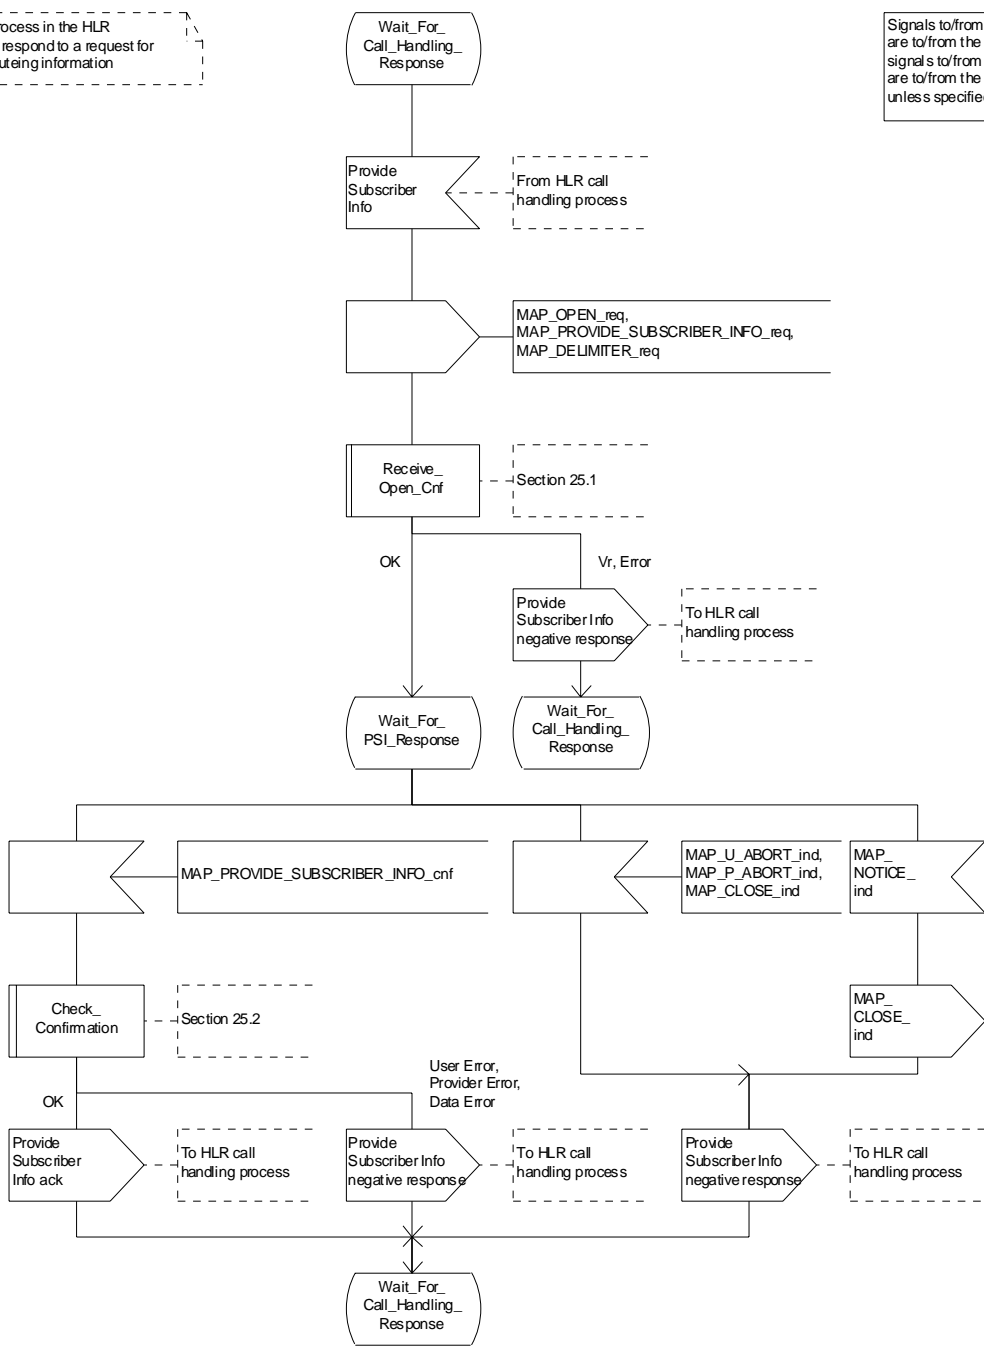 rocess in the HLR
respond to a request for
uteing information
Wait_For_
Call_Handling_
Response
Signals to/from
are to/from the
signals to/from
are to/from the
unless specified
Provide
Subscriber
Info
From HLR call
handling process
MAP_OPEN_req,
MAP_PROVIDE_SUBSCRIBER_INFO_req,
MAP_DELIMITER_req
Receive_
Open_Cnf
Section 25.1
OK
Vr, Error
Provide
Subscriber Info
negative response
To HLR call
handling process
Wait_For_
PSI_Response
Wait_For_
Call_Handling_
Response
MAP_PROVIDE_SUBSCRIBER_INFO_cnf
MAP_U_ABORT_ind,
MAP_P_ABORT_ind,
MAP_CLOSE_ind
MAP_
NOTICE_
ind
Check_
Confirmation
Section 25.2
MAP_
CLOSE_
ind
User Error,
Provider Error,
Data Error
OK
Provide
Subscriber
Info ack
To HLR call
handling process
Provide
Subscriber Info
negative response
To HLR call
handling process
Provide
Subscriber Info
negative response
To HLR call
handling process
Wait_For_
Call_Handling_
Response